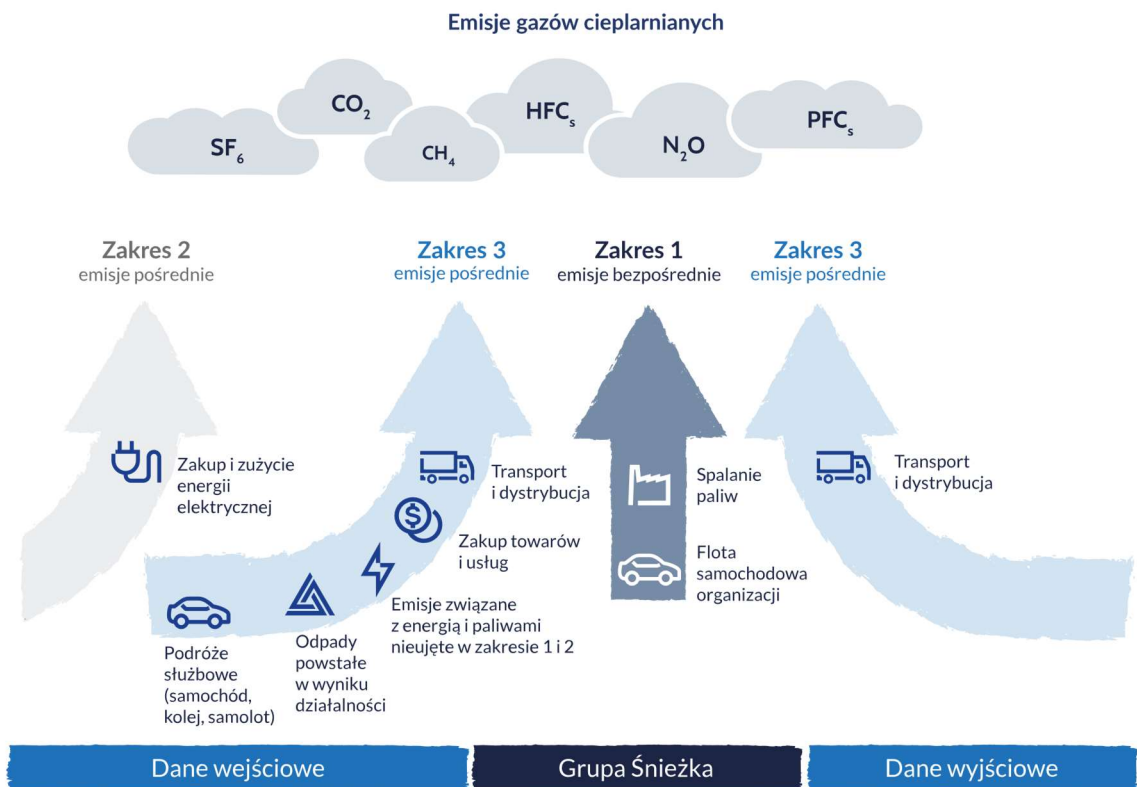 Emisje gazów cieplarnianych
SF₆
CO₂
CH₄
HFCₛ
N₂O
PFCₛ
Zakres 2
emisje pośrednie
Zakres 3
emisje pośrednie
Zakres 1
emisje bezpośrednie
Zakres 3
emisje pośrednie
Zakup i zużycie
energii
elektrycznej
Transport
i dystrybucja
Zakup towarów
i usług
Emisje związane
z energią i paliwami
nieujęte w zakresie 1 i 2
Odpady
powstałe
w wyniku
działalności
Podróże
służbowe
(samochód,
kolej, samolot)
Spalanie
paliw
Flota
samochodowa
organizacji
Transport
i dystrybucja
Dane wejściowe
Grupa Śnieżka
Dane wyjściowe